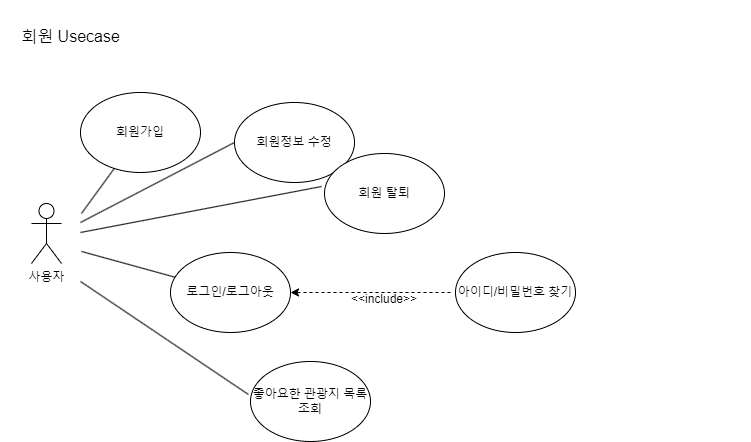 회원 Usecase
회원가입
회원정보 수정
회원 탈퇴
사용자
로그인/로그아웃
<<include>>
아이디/비밀번호 찾기
좋아요한 관광지 목록
조회